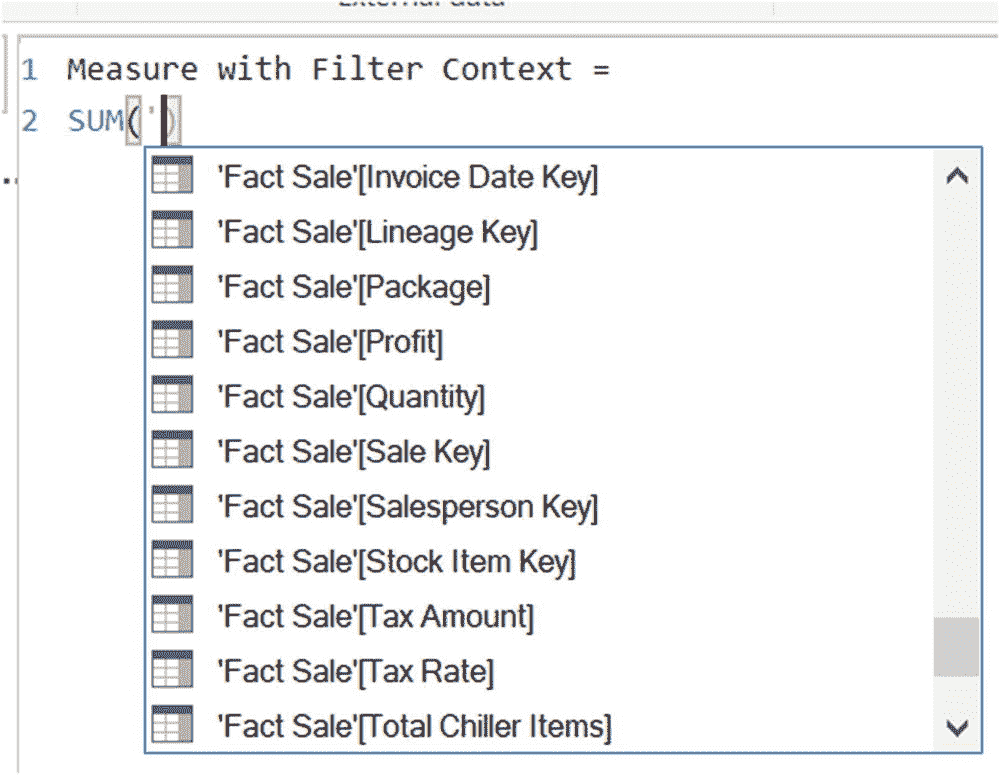 External data
1 Measure with Filter Context =
2 SUM(')
'Fact Sale'[Invoice Date Key]
'Fact Sale'[Lineage Key]
'Fact Sale'[Package]
'Fact Sale'[Profit]
'Fact Sale'[Quantity]
'Fact Sale'[Sale Key]
'Fact Sale'[Salesperson Key]
'Fact Sale'[Stock Item Key]
'Fact Sale'[Tax Amount]
'Fact Sale'[Tax Rate]
'Fact Sale'[Total Chiller Items]